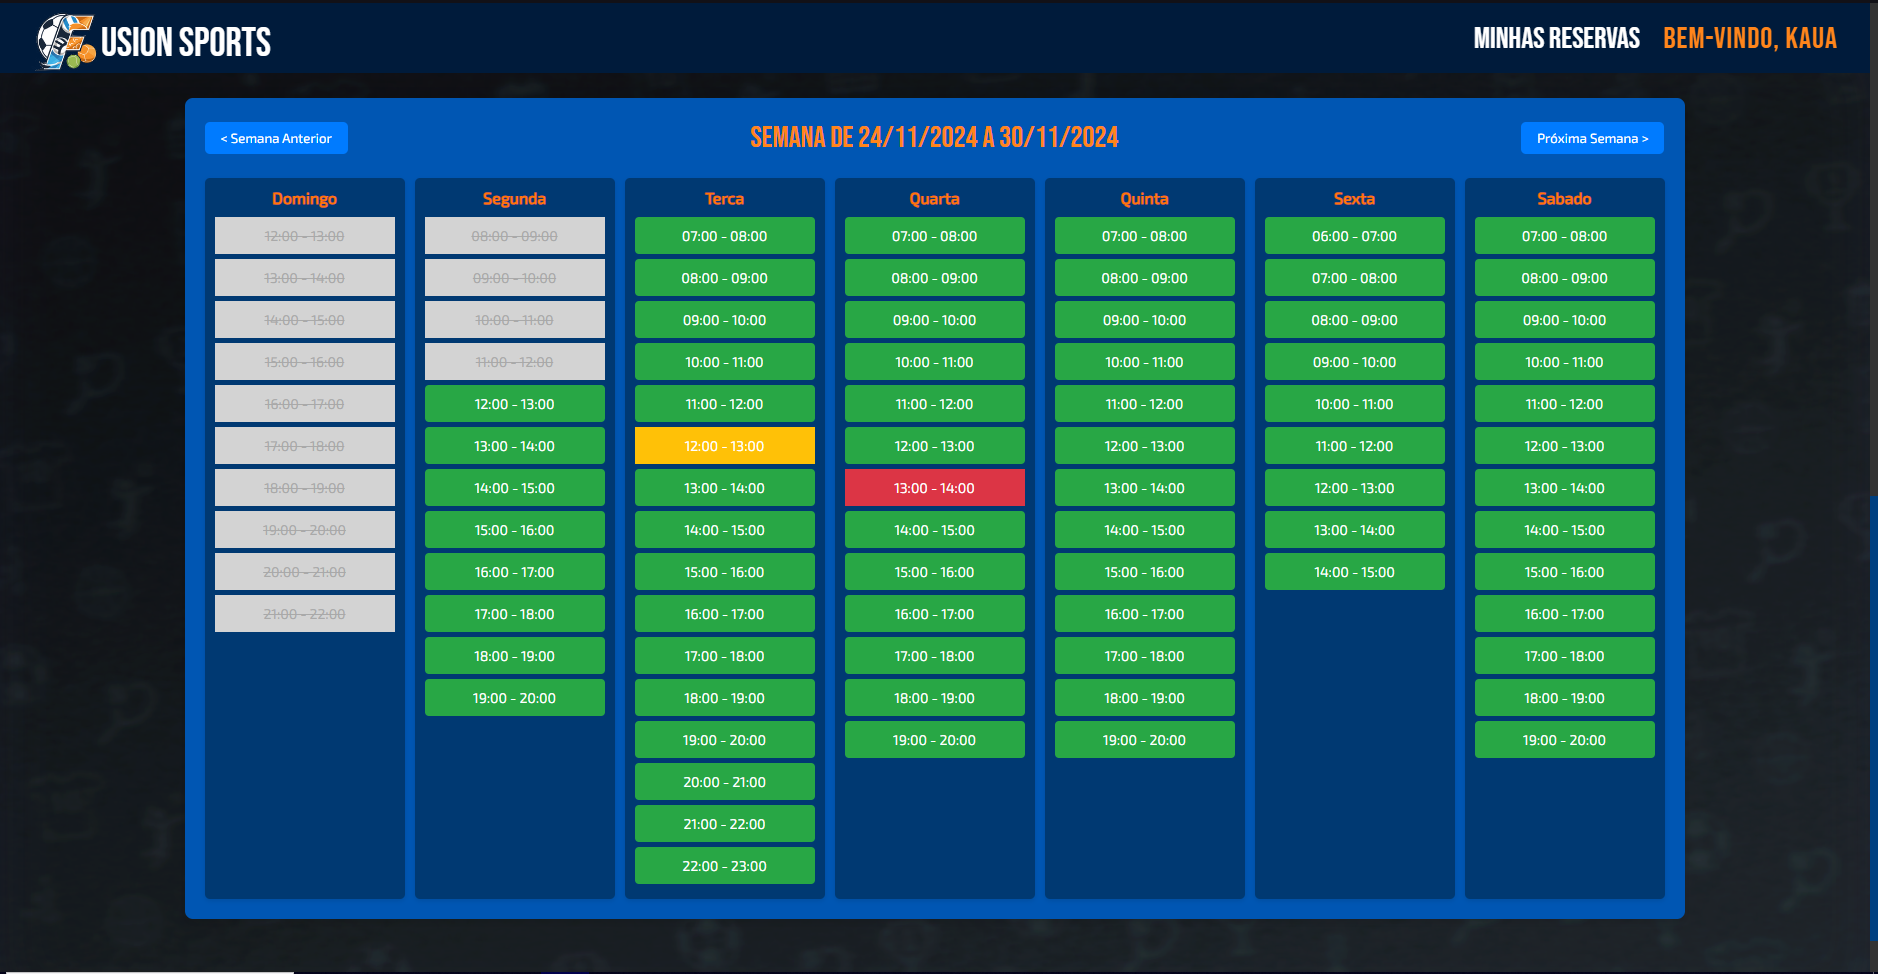 FUSION SPORTS
MINHAS RESERVAS
BEM-VINDO, KAUA
< Semana Anterior
SEMANA DE 24/11/2024 A 30/11/2024
Próxima Semana >
Domingo
12:00 - 13:00
13:00 - 14:00
14:00 - 15:00
15:00 - 16:00
16:00 - 17:00
17:00 - 18:00
18:00 - 19:00
19:00 - 20:00
20:00 - 21:00
21:00 - 22:00
Segunda
08:00 - 09:00
09:00 - 10:00
10:00 - 11:00
11:00 - 12:00
12:00 - 13:00
13:00 - 14:00
14:00 - 15:00
15:00 - 16:00
16:00 - 17:00
17:00 - 18:00
18:00 - 19:00
19:00 - 20:00
Terca
07:00 - 08:00
08:00 - 09:00
09:00 - 10:00
10:00 - 11:00
11:00 - 12:00
12:00 - 13:00
13:00 - 14:00
14:00 - 15:00
15:00 - 16:00
16:00 - 17:00
17:00 - 18:00
18:00 - 19:00
19:00 - 20:00
20:00 - 21:00
21:00 - 22:00
22:00 - 23:00
Quarta
07:00 - 08:00
08:00 - 09:00
09:00 - 10:00
10:00 - 11:00
11:00 - 12:00
12:00 - 13:00
13:00 - 14:00
14:00 - 15:00
15:00 - 16:00
16:00 - 17:00
17:00 - 18:00
18:00 - 19:00
19:00 - 20:00
Quinta
07:00 - 08:00
08:00 - 09:00
09:00 - 10:00
10:00 - 11:00
11:00 - 12:00
12:00 - 13:00
13:00 - 14:00
14:00 - 15:00
15:00 - 16:00
16:00 - 17:00
17:00 - 18:00
18:00 - 19:00
19:00 - 20:00
Sexta
06:00 - 07:00
07:00 - 08:00
08:00 - 09:00
09:00 - 10:00
10:00 - 11:00
11:00 - 12:00
12:00 - 13:00
13:00 - 14:00
14:00 - 15:00
Sabado
07:00 - 08:00
08:00 - 09:00
09:00 - 10:00
10:00 - 11:00
11:00 - 12:00
12:00 - 13:00
13:00 - 14:00
14:00 - 15:00
15:00 - 16:00
16:00 - 17:00
17:00 - 18:00
18:00 - 19:00
19:00 - 20:00